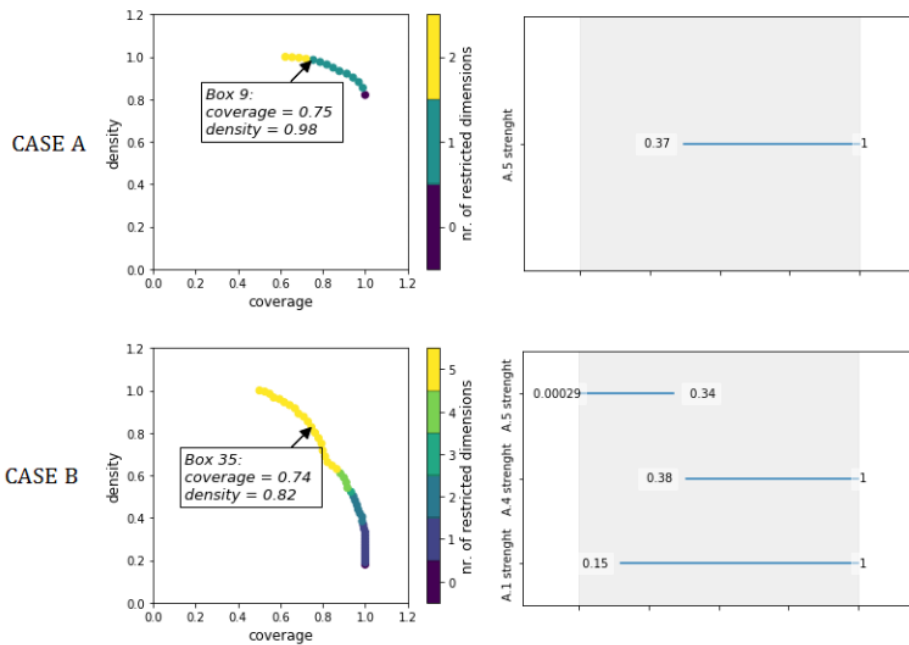 CASE A
density
1.2
1.0
0.8
0.6
0.4
0.2
0.0
Box 9:
coverage = 0.75
density = 0.98
0.0 0.2 0.4 0.6 0.8 1.0 1.2
coverage
2
1
0
nr. of restricted dimensions
A.5 strenght
0.37
1
CASE B
density
1.2
1.0
0.8
0.6
0.4
0.2
0.0
Box 35:
coverage = 0.74
density = 0.82
0.0 0.2 0.4 0.6 0.8 1.0 1.2
coverage
5
4
3
2
1
0
nr. of restricted dimensions
A.5 strenght
0.00029
0.34
A.4 strenght
0.38
1
A.1 strenght
0.15
1